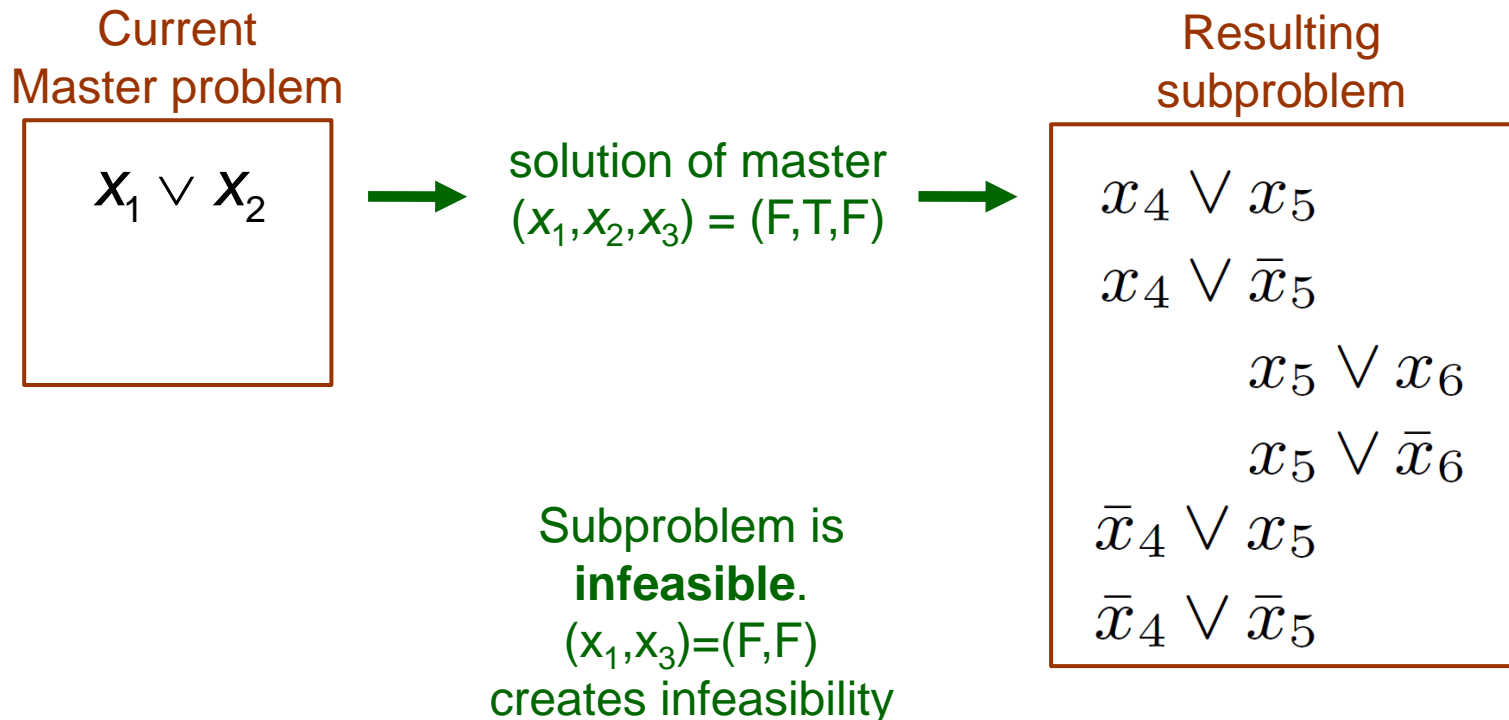 Current
Master problem
x₁ ∨ x₂
solution of master
(x₁,x₂,x₃) = (F,T,F)
Subproblem is
infeasible.
(x₁,x₃)=(F,F)
creates infeasibility
Resulting
subproblem
x₄ ∨ x₅
x₄ ∨ x̄₅
x₅ ∨ x₆
x₅ ∨ x̄₆
x̄₄ ∨ x₅
x̄₄ ∨ x̄₅